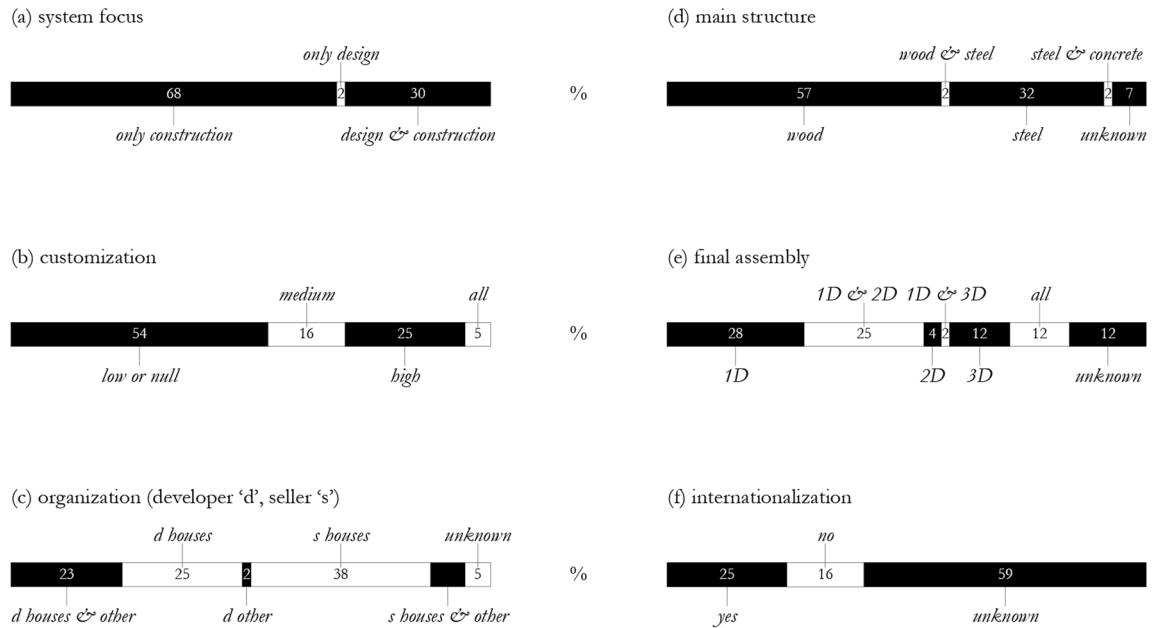 (a) system focus
only design
68 2 30
only construction design & construction
%
(d) main structure
wood & steel steel & concrete
57 2 32 2 7
wood steel unknown
(b) customization
medium all
54 16 25 5
low or null high
%
(e) final assembly
1D & 2D 1D & 3D all
28 25 4 2 12 12 12
1D 2D 3D unknown
(c) organization (developer ‘d’, seller ‘s’)
d houses s houses unknown
23 25 2 38 5
d houses & other d other s houses & other
%
(f) internationalization
no
25 16 59
yes unknown